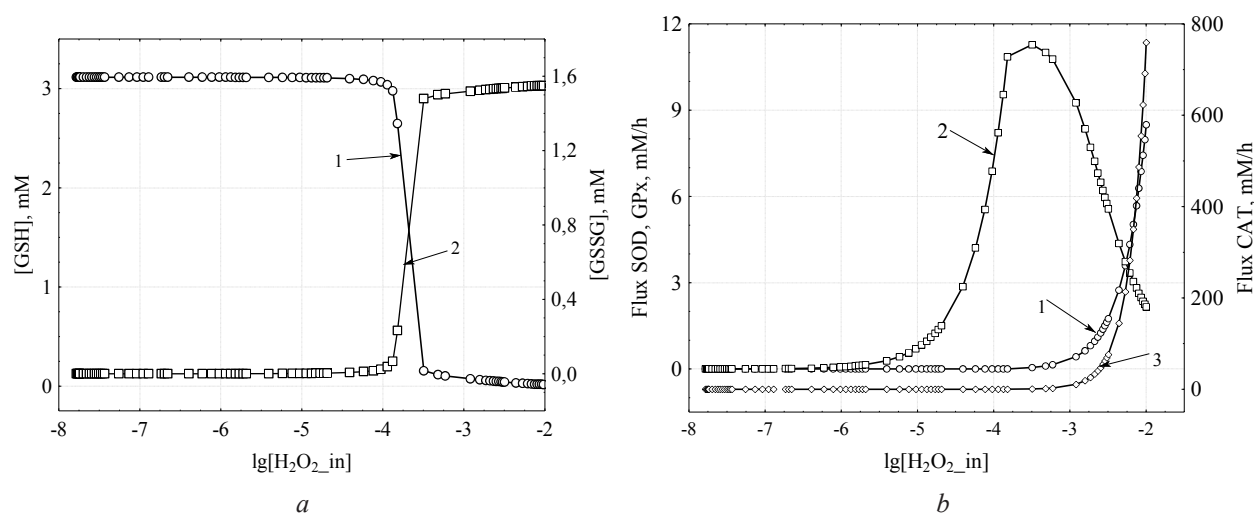 [GSH], mM
3
2
1
0
1,6
1,2
0,8
0,4
0,0
[GSSG], mM
1
2
-8 -7 -6 -5 -4 -3 -2
lg[H₂O₂_in]
a
Flux SOD, GPx, mM/h
12
9
6
3
0
800
600
400
200
0
Flux CAT, mM/h
2
1
3
-8 -7 -6 -5 -4 -3 -2 -1
lg[H₂O₂_in]
b